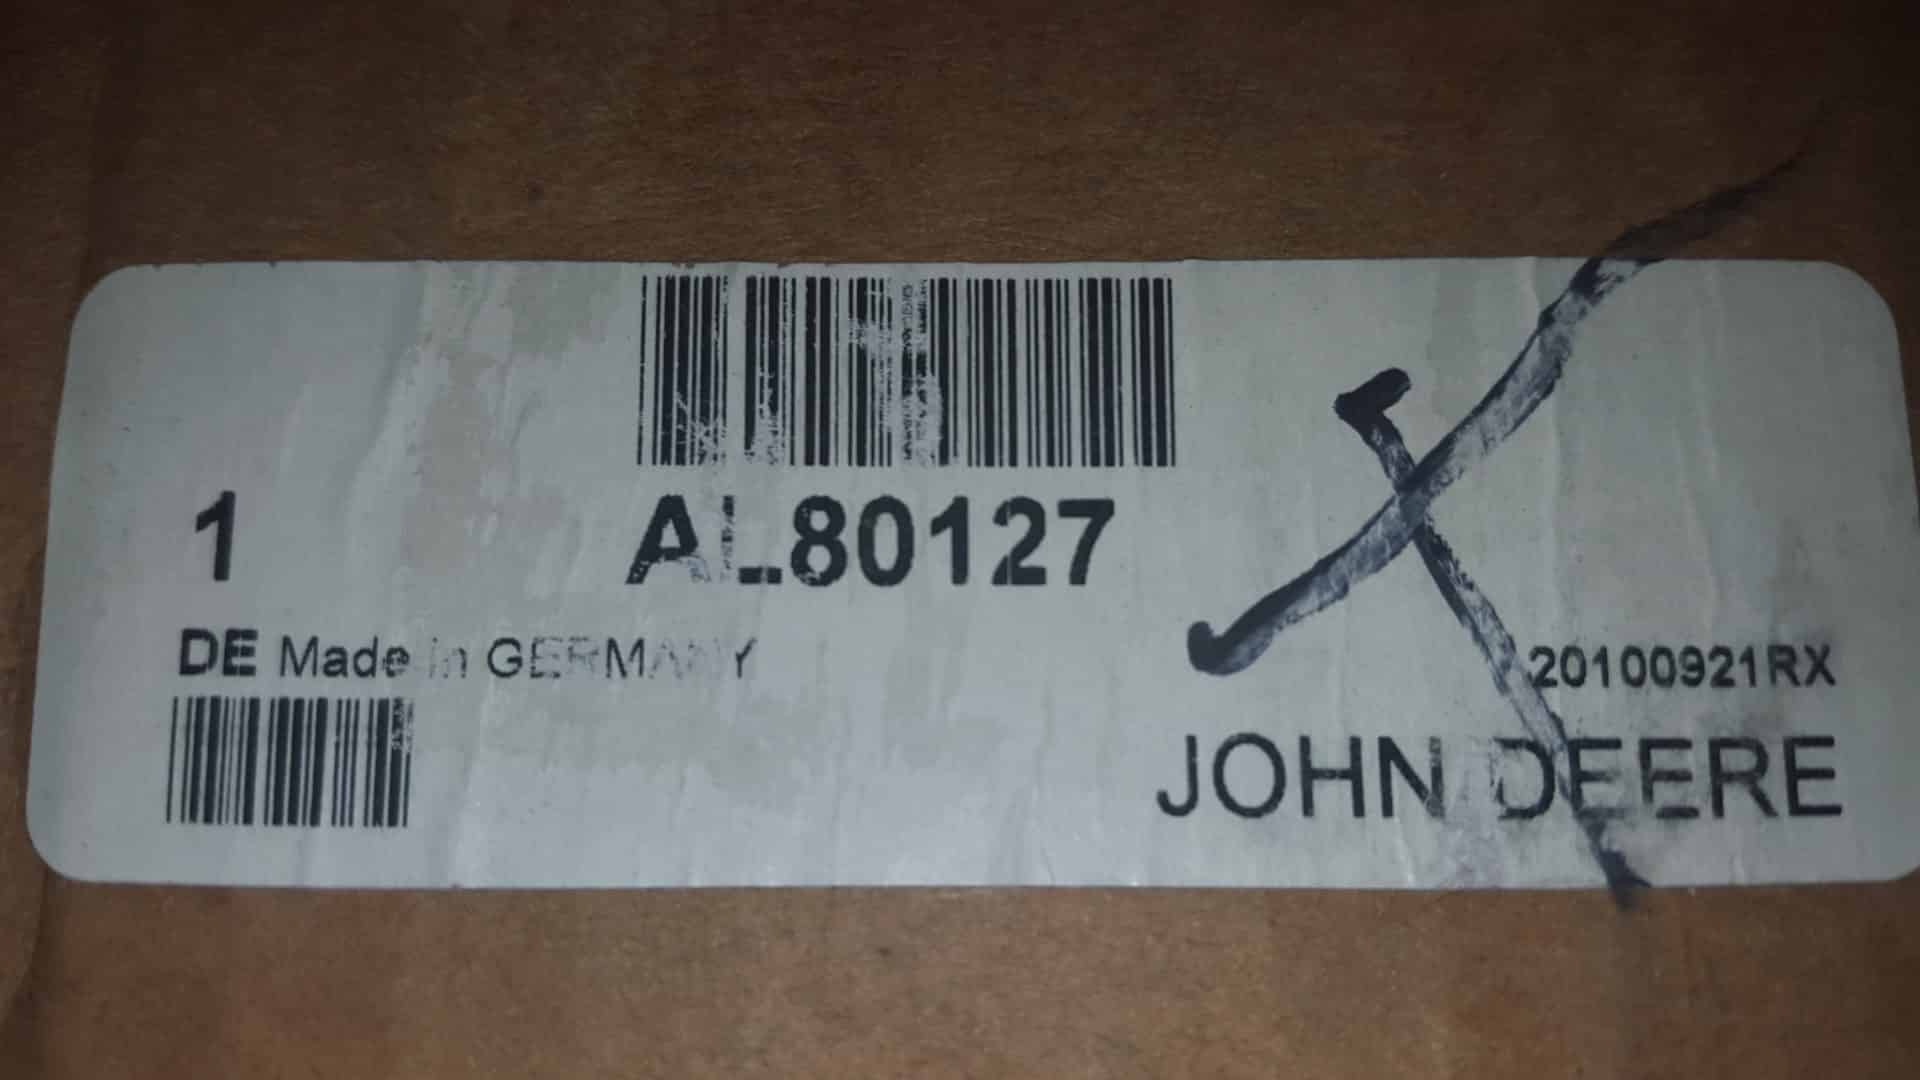 1 AL80127
DE Made in GERMANY
20100921RX
JOHN DEERE